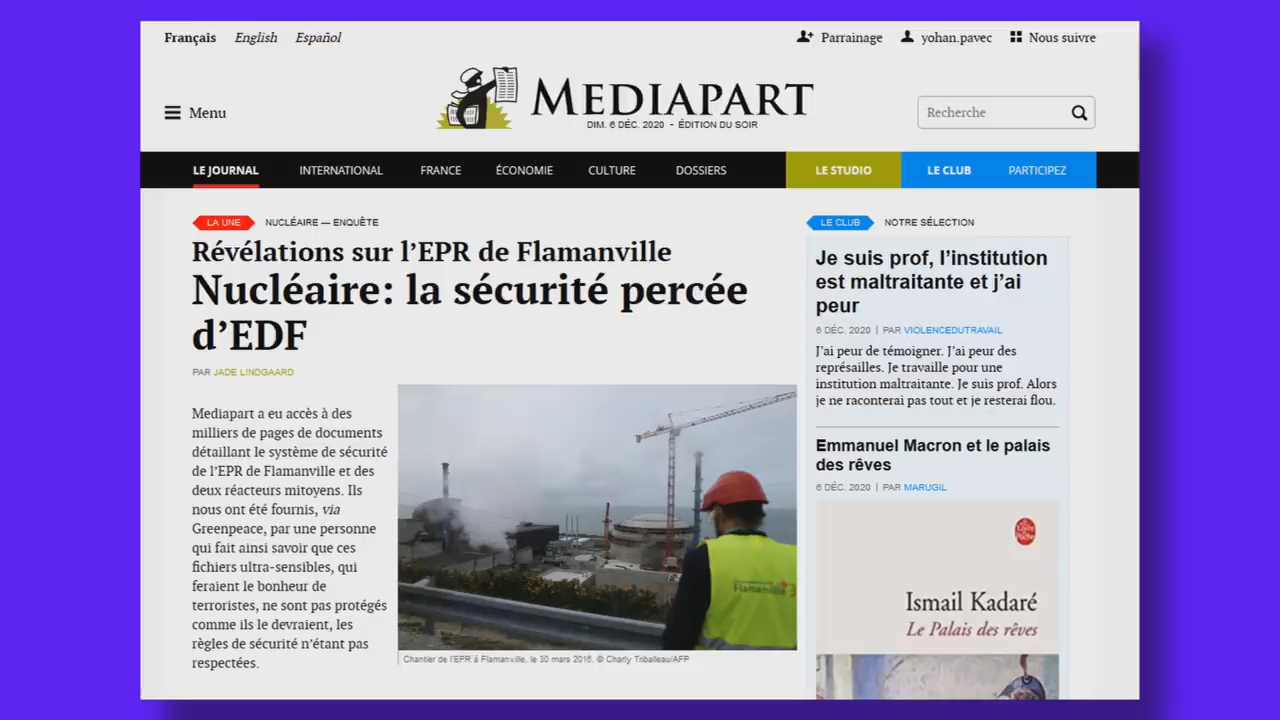 Français English Español
Parrainage yohan.pavec Nous suivre
Menu
MEDIAPART
DIM. 6 DÉC. 2020 - ÉDITION DU SOIR
Recherche
LE JOURNAL INTERNATIONAL FRANCE ÉCONOMIE CULTURE DOSSIERS LE STUDIO LE CLUB PARTICIPEZ
LA UNE NUCLÉAIRE — ENQUÊTE
Révélations sur l'EPR de Flamanville
Nucléaire: la sécurité percée
d'EDF
PAR JADE LINDGAARD
Mediapart a eu accès à des
milliers de pages de documents
détaillant le système de sécurité
de l'EPR de Flamanville et des
deux réacteurs mitoyens. Ils
nous ont été fournis, via
Greenpeace, par une personne
qui fait ainsi savoir que ces
fichiers ultra-sensibles, qui
feraient le bonheur de
terroristes, ne sont pas protégés
comme ils le devraient, les
règles de sécurité n'étant pas
respectées.
Flamanville 3
Chantier de l'EPR à Flamanville, le 30 mars 2016. © Charly Triballeau/AFP
LE CLUB NOTRE SÉLECTION
Je suis prof, l'institution
est maltraitante et j'ai
peur
6 DÉC. 2020 | PAR VIOLENCEDUTRAVAIL
J'ai peur de témoigner. J'ai peur des
représailles. Je travaille pour une
institution maltraitante. Je suis prof. Alors
je ne raconterai pas tout et je resterai flou.
Emmanuel Macron et le palais
des rêves
6 DÉC. 2020 | PAR MARUGIL
Le Livre de Poche
Ismail Kadaré
Le Palais des rêves